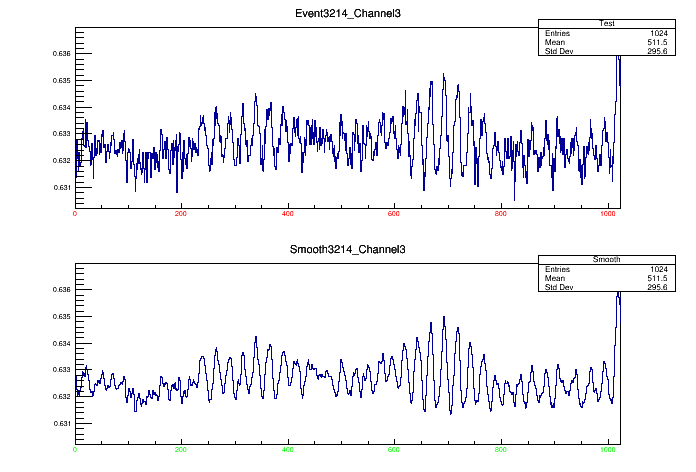 Event3214_Channel3
Test
Entries 1024
Mean 511.5
Std Dev 295.6
0.636
0.635
0.634
0.633
0.632
0.631
0 200 400 600 800 1000
Smooth3214_Channel3
Smooth
Entries 1024
Mean 511.5
Std Dev 295.6
0.636
0.635
0.634
0.633
0.632
0.631
0 200 400 600 800 1000